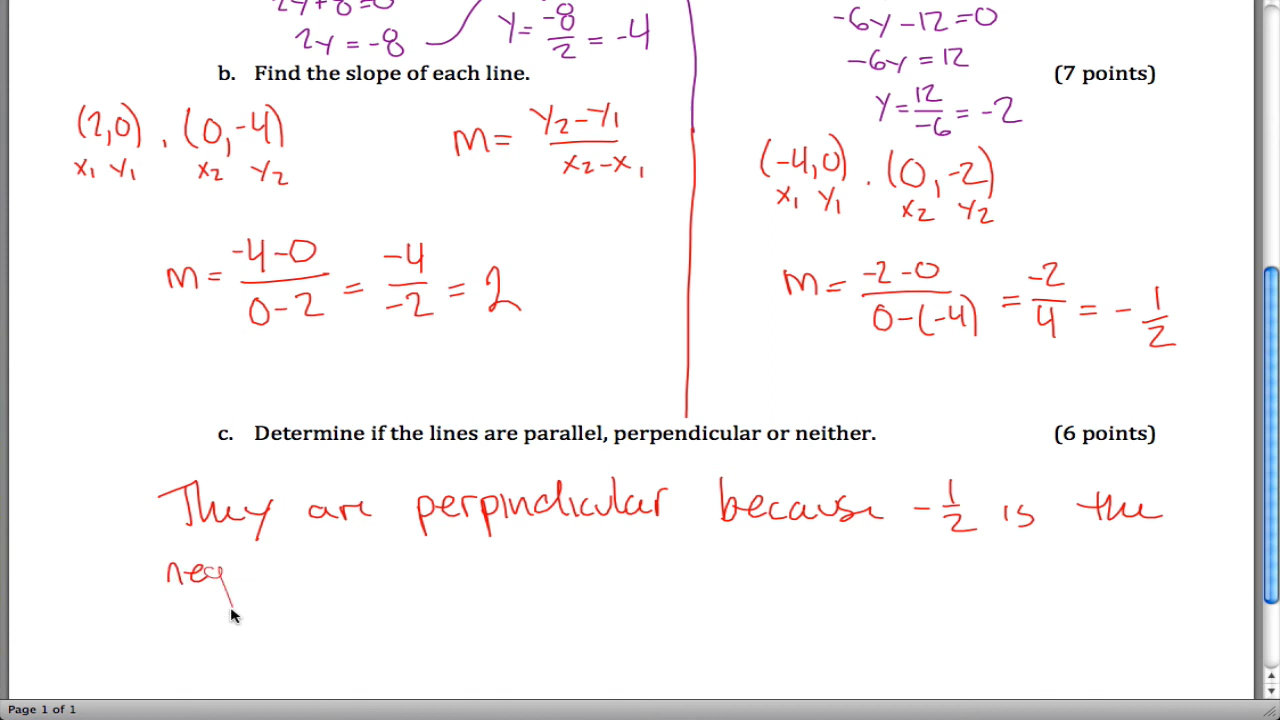 2y+8=0
2y = -8
y = -8/2 = -4
-6y -12 = 0
-6y = 12
y = 12/-6 = -2
b. Find the slope of each line. (7 points)
(2,0) . (0,-4)
x1 y1 x2 y2
m = y2-y1/x2-x1
m = -4-0/0-2 = -4/-2 = 2
(-4,0) . (0,-2)
x1 y1 x2 y2
m = -2-0/0-(-4) = -2/4 = -1/2
c. Determine if the lines are parallel, perpendicular or neither. (6 points)
They are perpindicular because -1/2 is the
neg
Page 1 of 1